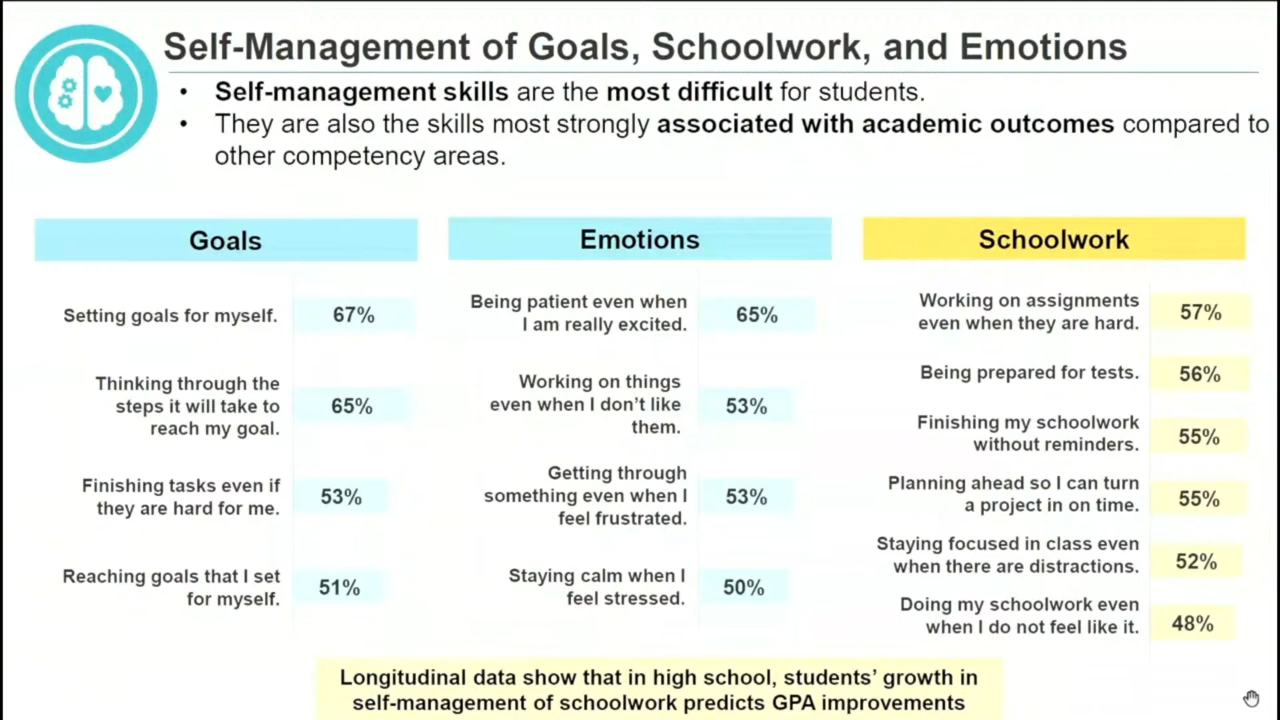 Self-Management of Goals, Schoolwork, and Emotions
• Self-management skills are the most difficult for students.
• They are also the skills most strongly associated with academic outcomes compared to
other competency areas.
Goals
Setting goals for myself. 67%
Thinking through the
steps it will take to
reach my goal.
65%
Finishing tasks even if
they are hard for me.
53%
Reaching goals that I set
for myself.
51%
Emotions
Being patient even when
I am really excited.
65%
Working on things
even when I don't like
them.
53%
Getting through
something even when I
feel frustrated.
53%
Staying calm when I
feel stressed.
50%
Schoolwork
Working on assignments
even when they are hard.
57%
Being prepared for tests. 56%
Finishing my schoolwork
without reminders.
55%
Planning ahead so I can turn
a project in on time.
55%
Staying focused in class even
when there are distractions.
52%
Doing my schoolwork even
when I do not feel like it.
48%
Longitudinal data show that in high school, students' growth in
self-management of schoolwork predicts GPA improvements